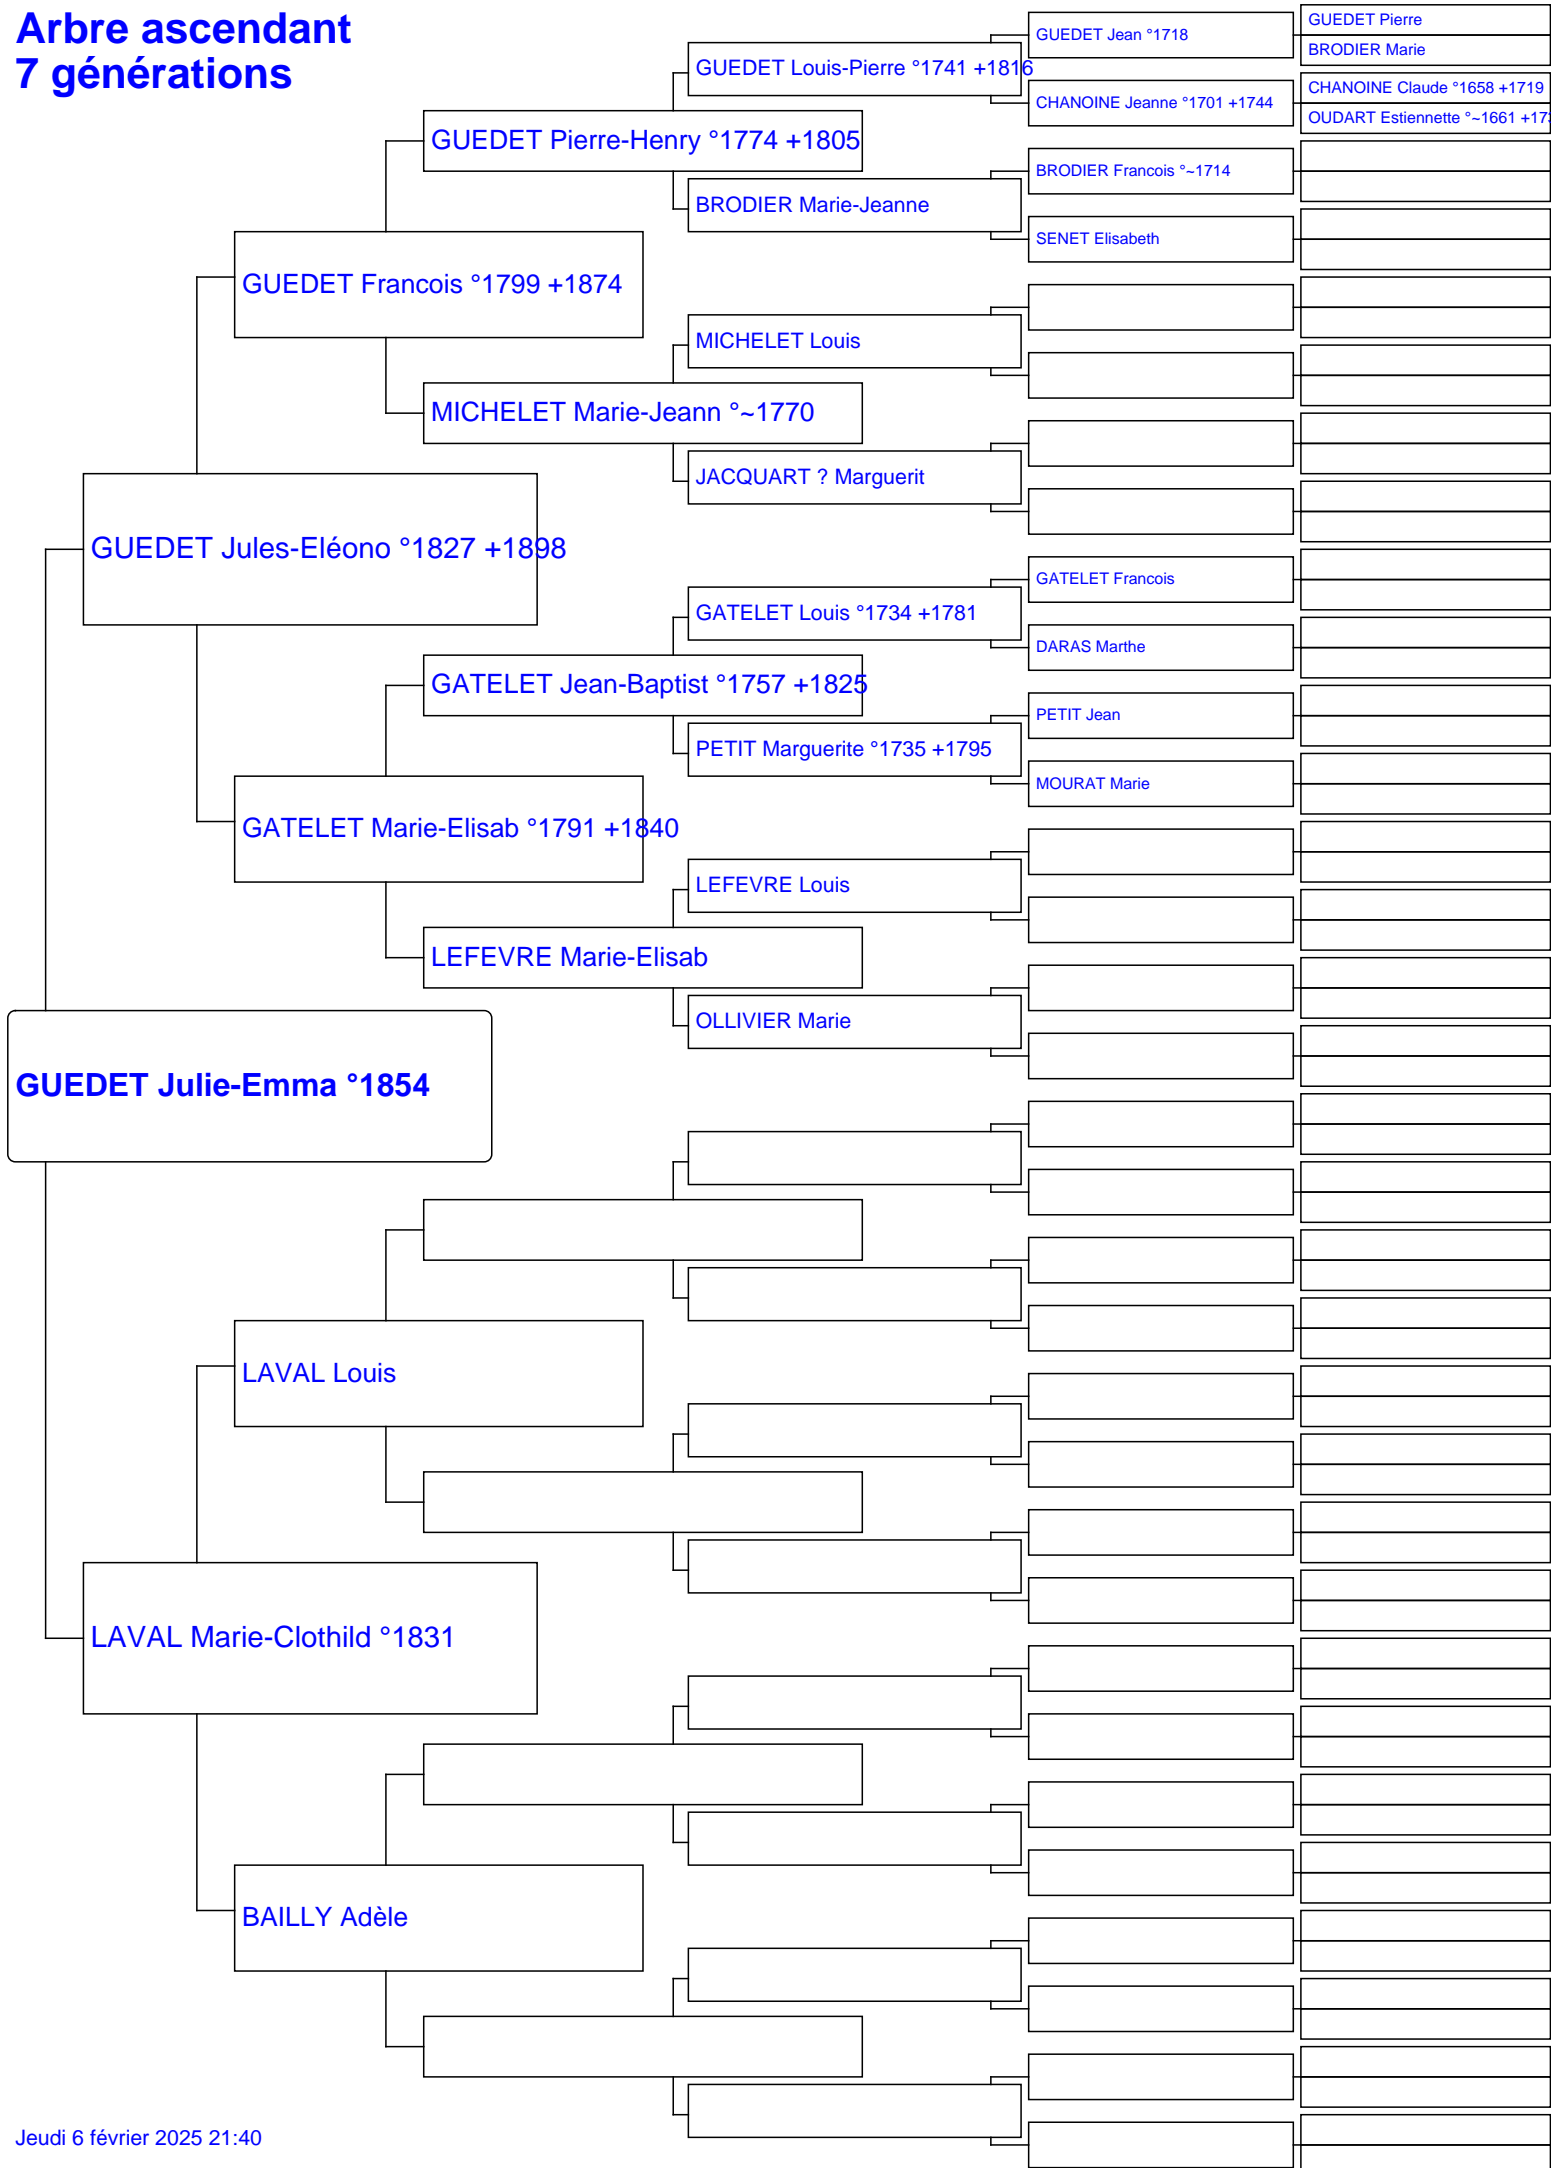 Arbre ascendant
7 générations
GUEDET Pierre
GUEDET Jean °1718
BRODIER Marie
GUEDET Louis-Pierre °1741 +1816
CHANOINE Claude °1658 +1719
CHANOINE Jeanne °1701 +1744
OUDART Estiennette °~1661 +173
GUEDET Pierre-Henry °1774 +1805
BRODIER Francois °~1714
BRODIER Marie-Jeanne
SENET Elisabeth
GUEDET Francois °1799 +1874
MICHELET Louis
MICHELET Marie-Jeann °~1770
JACQUART ? Marguerit
GUEDET Jules-Eléono °1827 +1898
GATELET Francois
GATELET Louis °1734 +1781
DARAS Marthe
GATELET Jean-Baptist °1757 +1825
PETIT Jean
PETIT Marguerite °1735 +1795
MOURAT Marie
GATELET Marie-Elisab °1791 +1840
LEFEVRE Louis
LEFEVRE Marie-Elisab
OLLIVIER Marie
GUEDET Julie-Emma °1854
LAVAL Louis
LAVAL Marie-Clothild °1831
BAILLY Adèle
Jeudi 6 février 2025 21:40